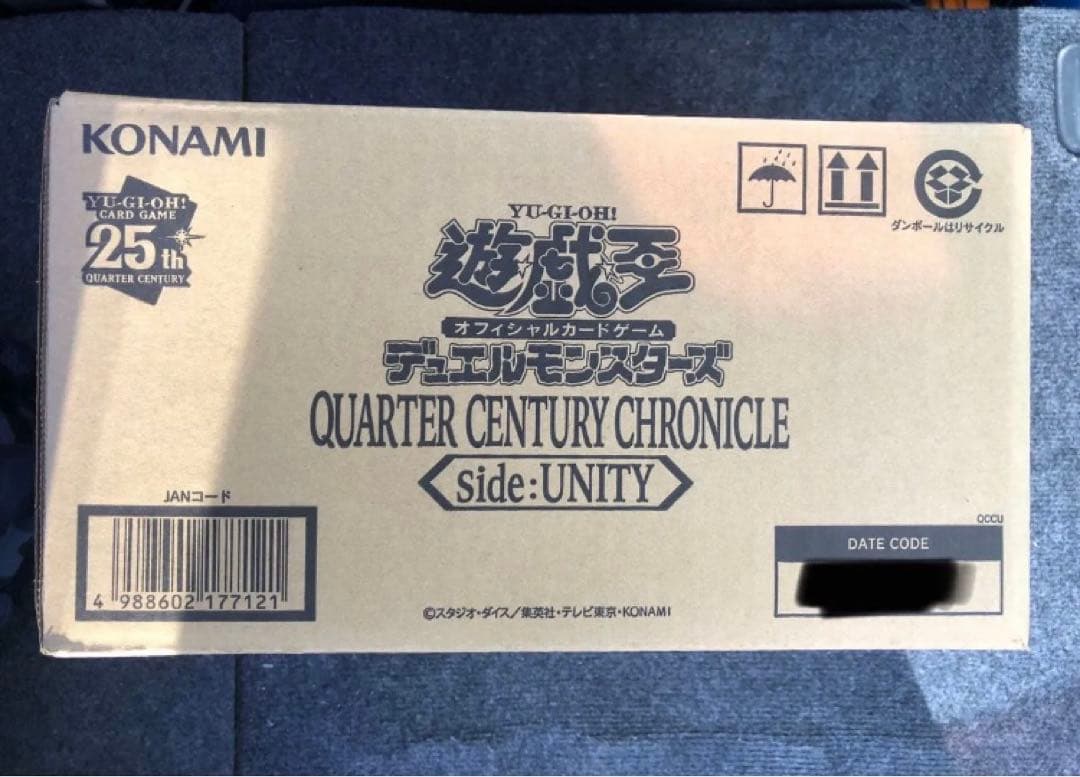 KONAMI
YU-GI-OH!
CARD GAME
25th
QUARTER CENTURY
ダンボールはリサイクル
YU-GI-OH!
遊戯王
オフィシャルカードゲーム
デュエルモンスターズ
QUARTER CENTURY CHRONICLE
side:UNITY
JANコード
4 988602 177121
QCCU
DATE CODE
©スタジオ・ダイス/集英社・テレビ東京・KONAMI